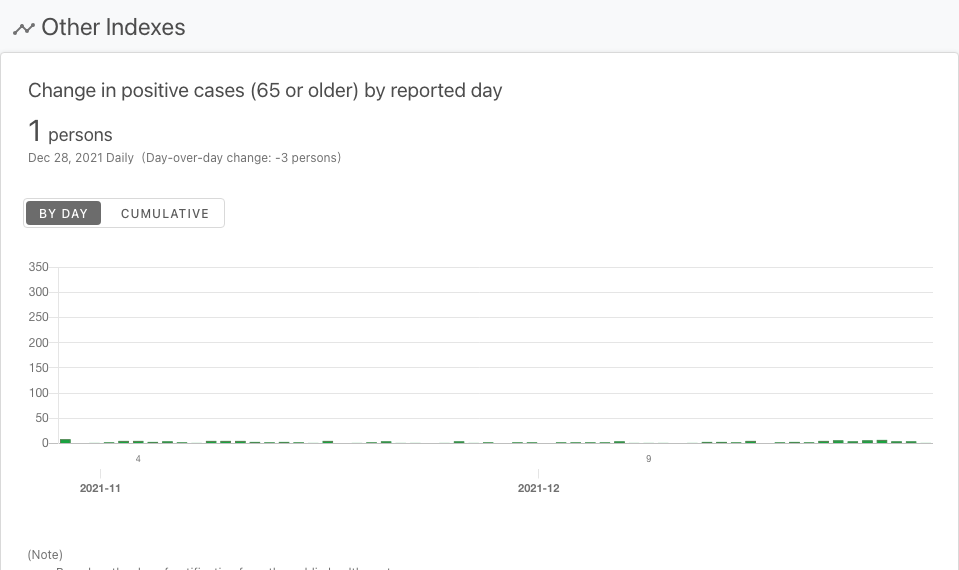 Other Indexes
Change in positive cases (65 or older) by reported day
1 persons
Dec 28, 2021 Daily (Day-over-day change: -3 persons)
BY DAY CUMULATIVE
350
300
250
200
150
100
50
0
4 9
2021-11 2021-12
(Note)